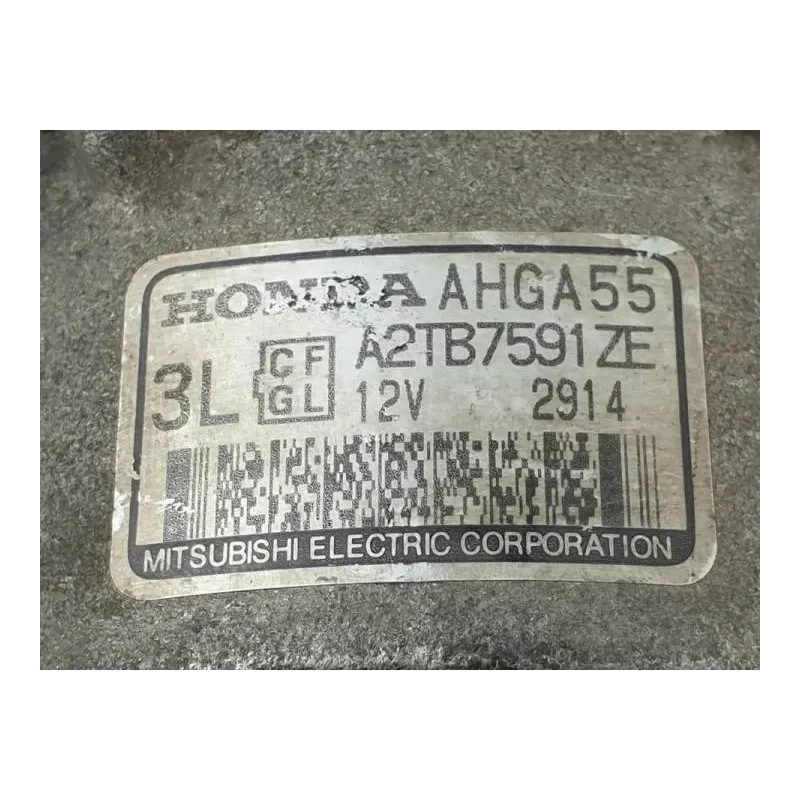 HONDA AHGA55
A2TB7591ZE
3L CF GL 12V 2914
MITSUBISHI ELECTRIC CORPORATION